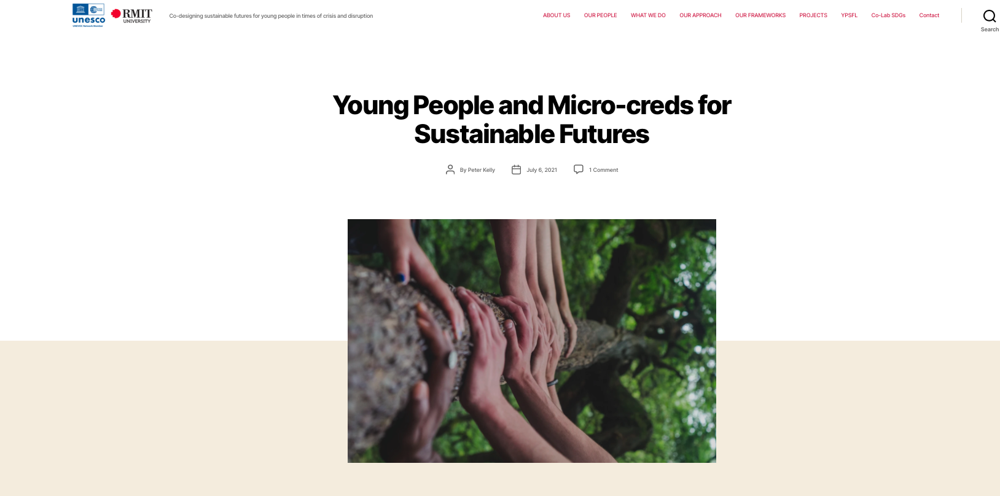 unesco
UNEVOC Network Member
RMIT
UNIVERSITY
Co-designing sustainable futures for young people in times of crisis and disruption
ABOUT US
OUR PEOPLE
WHAT WE DO
OUR APPROACH
OUR FRAMEWORKS
PROJECTS
YPSFL
Co-Lab SDGs
Contact
Search
Young People and Micro-creds for
Sustainable Futures
By Peter Kelly
July 6, 2021
1 Comment